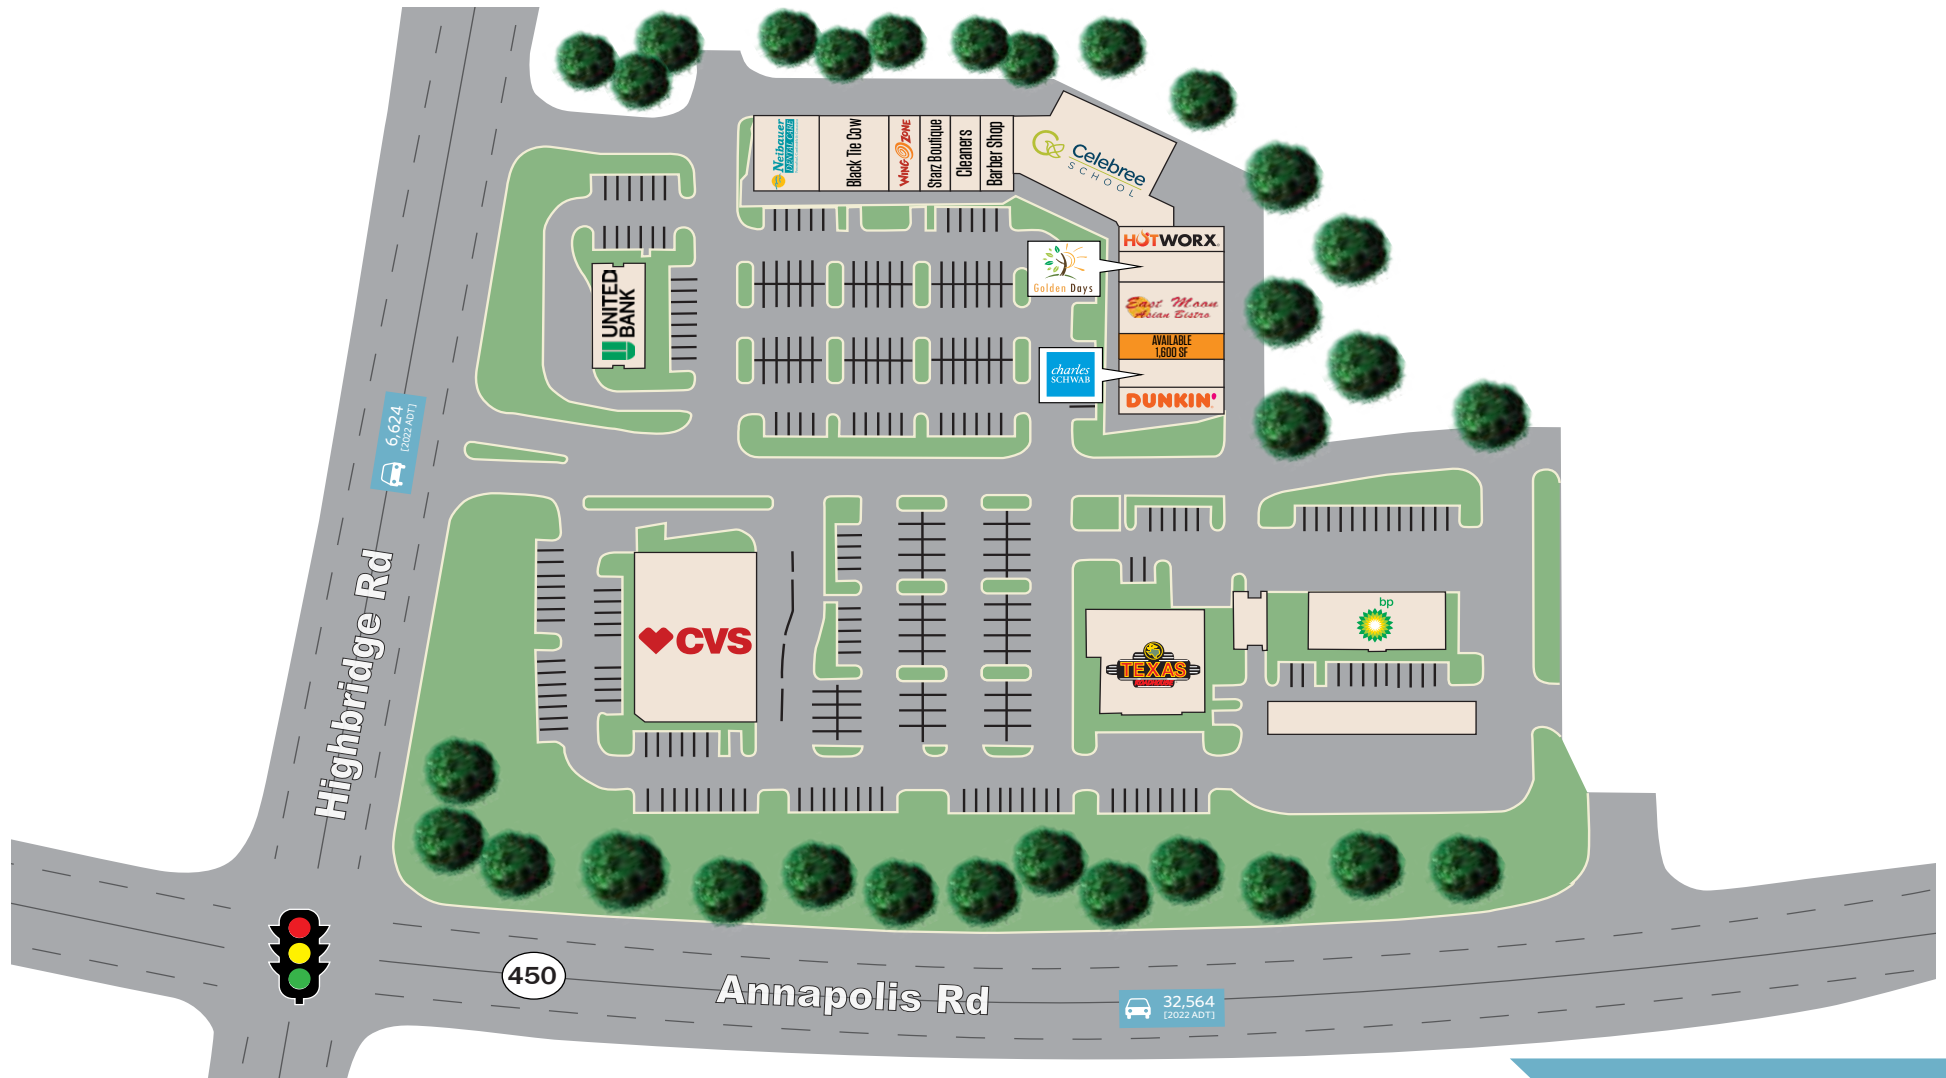 Neibauer
DENTAL CARE
Black Tie Cow
WING ZONE
Starz Boutique
Cleaners
Barber Shop
Celebree
SCHOOL
HOTWORX
Golden Days
East Moon
Asian Bistro
AVAILABLE
1,600 SF
charles
SCHWAB
DUNKIN'
UNITED
BANK
6,624
[2022 ADT]
Highbridge Rd
CVS
TEXAS
ROADHOUSE
bp
450
Annapolis Rd
32,564
[2022 ADT]